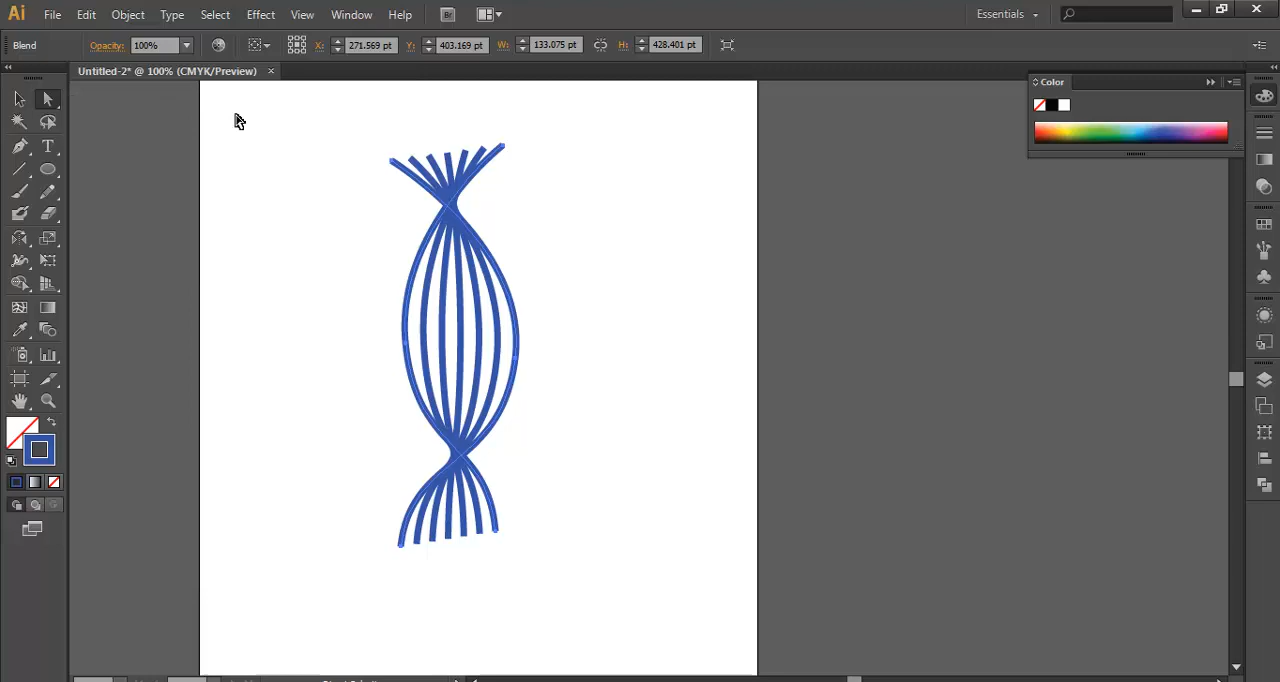 Ai File Edit Object Type Select Effect View Window Help Br Essentials
Blend Opacity: 100% X: 271.569 pt Y: 403.169 pt W: 133.075 pt H: 428.401 pt
Untitled-2* @ 100% (CMYK/Preview) ×
Color
T